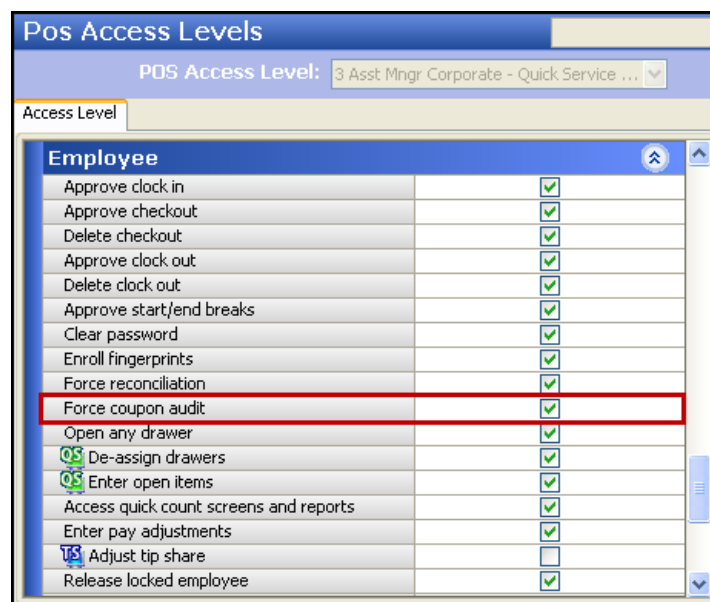 Pos Access Levels
POS Access Level: 3 Asst Mngr Corporate - Quick Service ...
Access Level
Employee
Approve clock in
Approve checkout
Delete checkout
Approve clock out
Delete clock out
Approve start/end breaks
Clear password
Enroll fingerprints
Force reconciliation
Force coupon audit
Open any drawer
QS De-assign drawers
QS Enter open items
Access quick count screens and reports
Enter pay adjustments
TS Adjust tip share
Release locked employee